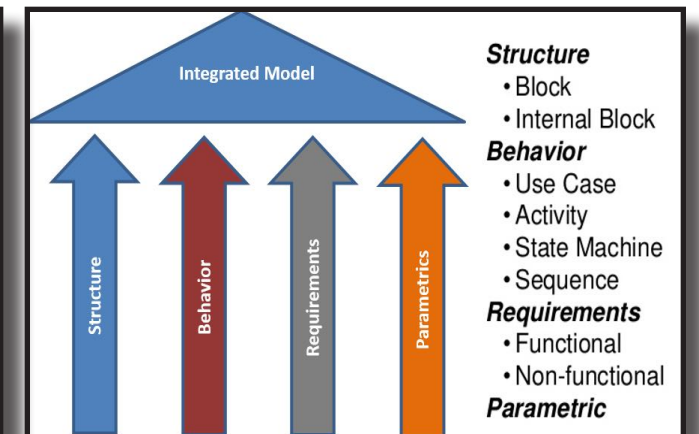 Integrated Model
Structure
Behavior
Requirements
Parametrics
Structure
• Block
• Internal Block
Behavior
• Use Case
• Activity
• State Machine
• Sequence
Requirements
• Functional
• Non-functional
Parametric